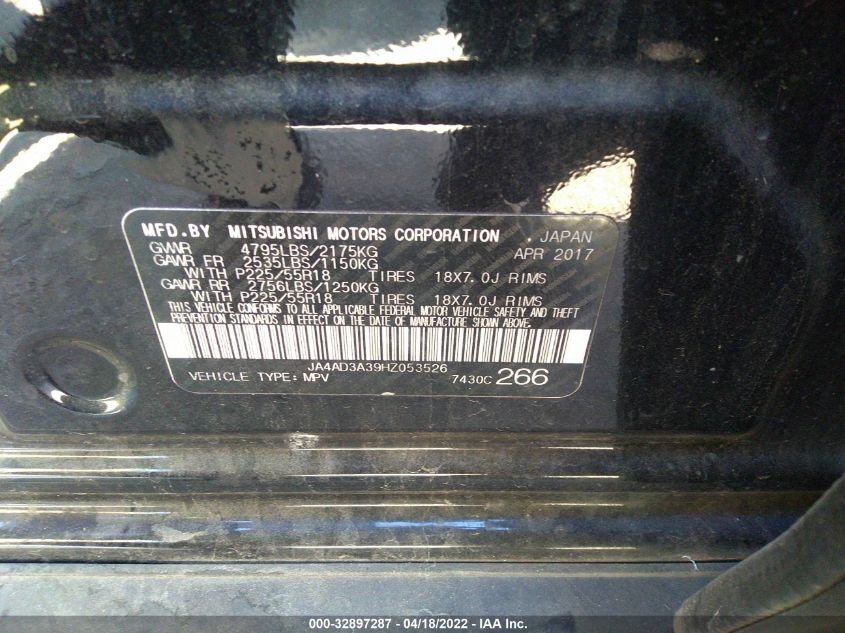 MFD.BY MITSUBISHI MOTORS CORPORATION , JAPAN
GVWR 4795LBS/2175KG APR 2017
GAWR FR 2535LBS/1150KG
WITH P225/55R18 TIRES 18X7.0J RIMS
GAWR RR 2756LBS/1250KG
WITH P225/55R18 TIRES 18X7.0J RIMS
THIS VEHICLE CONFORMS TO ALL APPLICABLE FEDERAL MOTOR VEHICLE SAFETY AND THEFT
PREVENTION STANDARDS IN EFFECT ON THE DATE OF MANUFACTURE SHOWN ABOVE.
JA4AD3A39HZ053526
VEHICLE TYPE: MPV 7430C 266
000-32897287 - 04/18/2022 - IAA Inc.